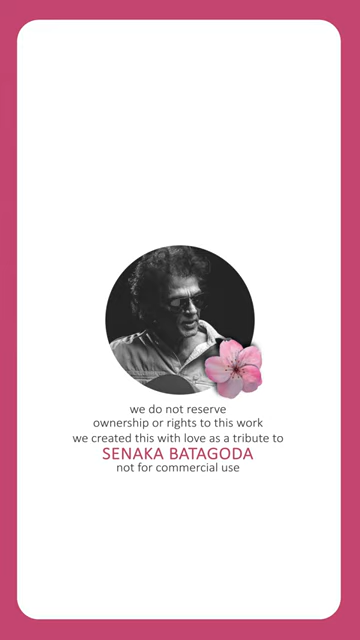 we do not reserve
ownership or rights to this work
we created this with love as a tribute to
SENAKA BATAGODA
not for commercial use